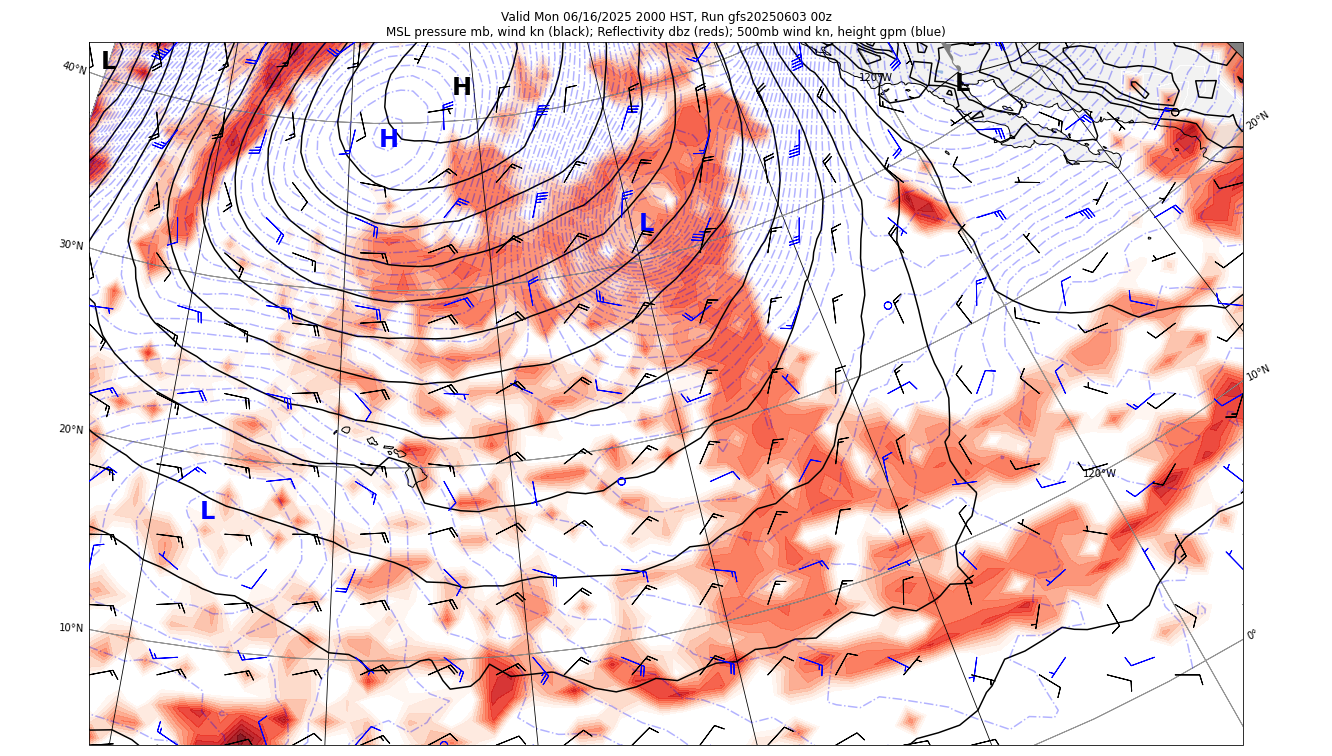 Valid Mon 06/16/2025 2000 HST, Run gfs20250603 00z
MSL pressure mb, wind kn (black); Reflectivity dbz (reds); 500mb wind kn, height gpm (blue)
L
40°N
H
H
120°W
L
20°N
30°N
L
10°N
20°N
120°W
L
10°N
0°